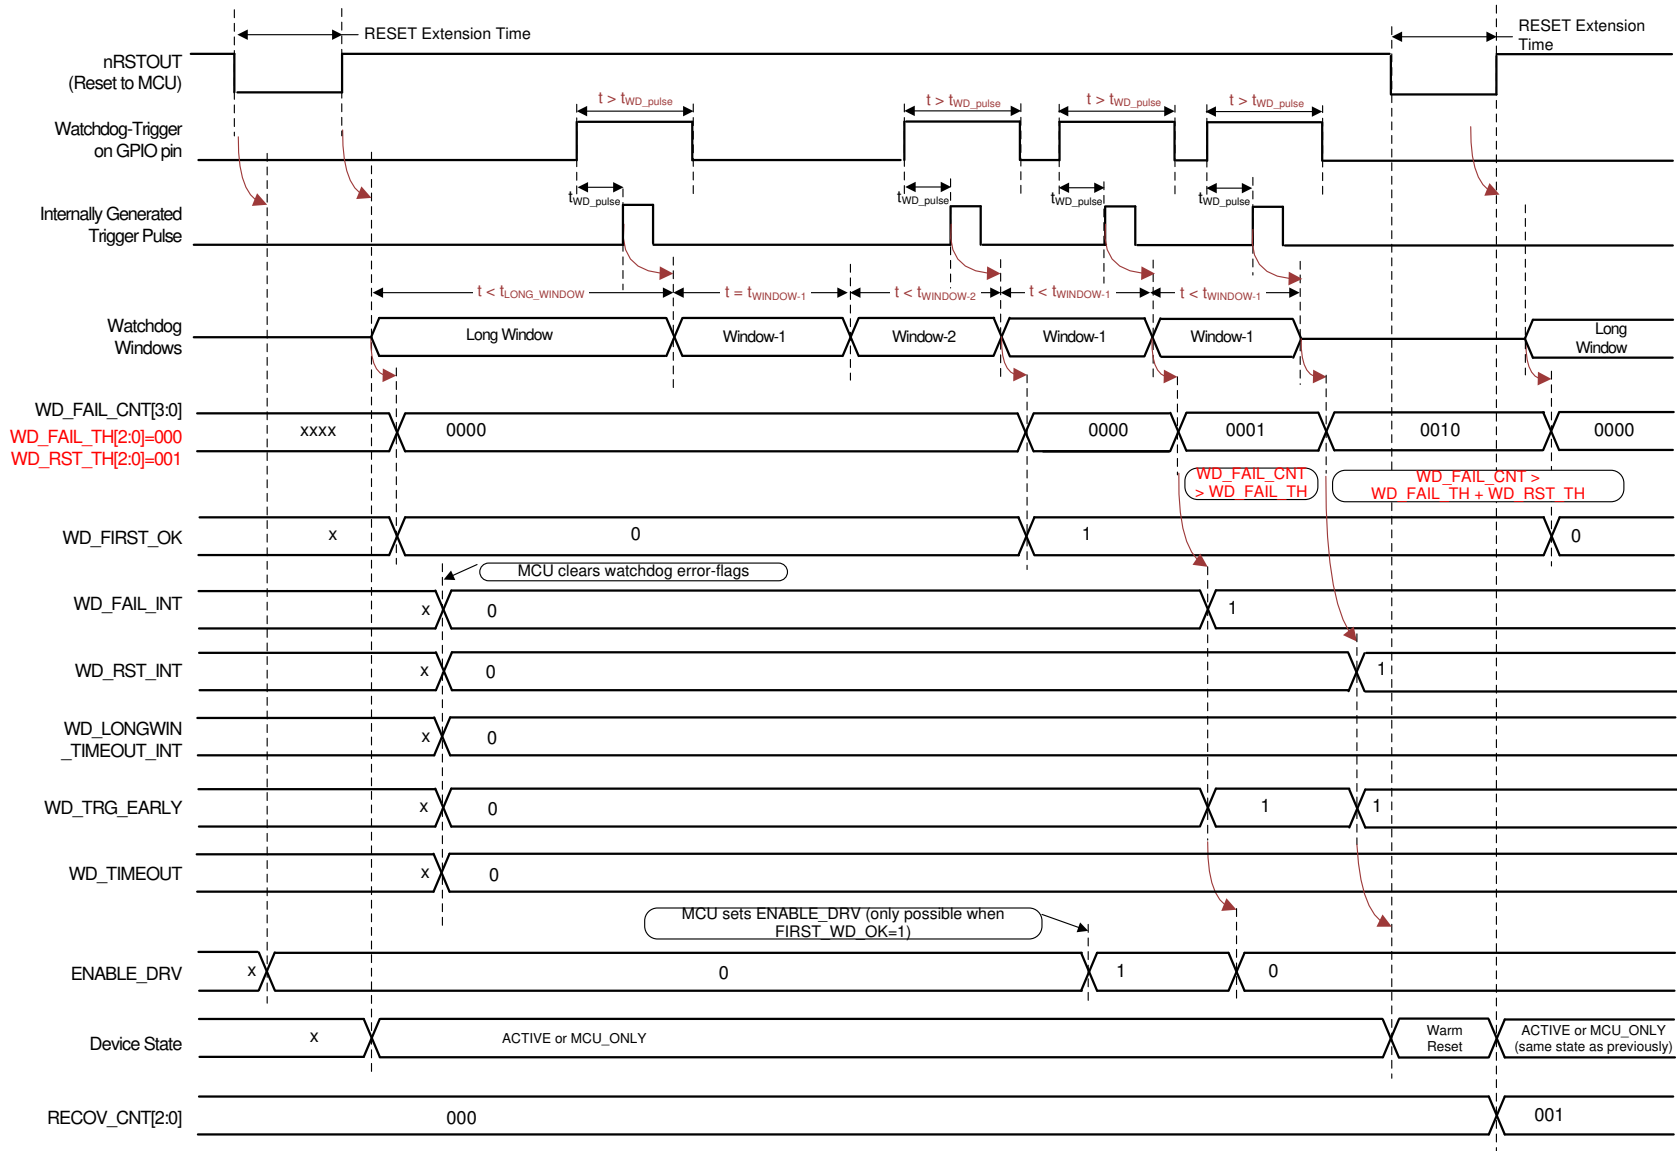 RESET Extension Time
RESET Extension
Time
nRSTOUT
(Reset to MCU)
t > tWD_pulse
t > tWD_pulse
t > tWD_pulse
t > tWD_pulse
Watchdog-Trigger
on GPIO pin
tWD_pulse
tWD_pulse
tWD_pulse
tWD_pulse
Internally Generated
Trigger Pulse
t < tLONG_WINDOW
t = tWINDOW-1
t < tWINDOW-2
t < tWINDOW-1
t < tWINDOW-1
Watchdog
Windows
Long Window
Window-1
Window-2
Window-1
Window-1
Long
Window
WD_FAIL_CNT[3:0]
WD_FAIL_TH[2:0]=000
WD_RST_TH[2:0]=001
xxxx
0000
0000
0001
0010
0000
WD_FAIL_CNT
> WD_FAIL_TH
WD_FAIL_CNT >
WD_FAIL_TH + WD_RST_TH
WD_FIRST_OK
x
0
1
0
MCU clears watchdog error-flags
WD_FAIL_INT
x
0
1
WD_RST_INT
x
0
1
WD_LONGWIN
_TIMEOUT_INT
x
0
WD_TRG_EARLY
x
0
1
1
WD_TIMEOUT
x
0
MCU sets ENABLE_DRV (only possible when
FIRST_WD_OK=1)
ENABLE_DRV
x
0
1
0
Device State
x
ACTIVE or MCU_ONLY
Warm
Reset
ACTIVE or MCU_ONLY
(same state as previously)
RECOV_CNT[2:0]
000
001